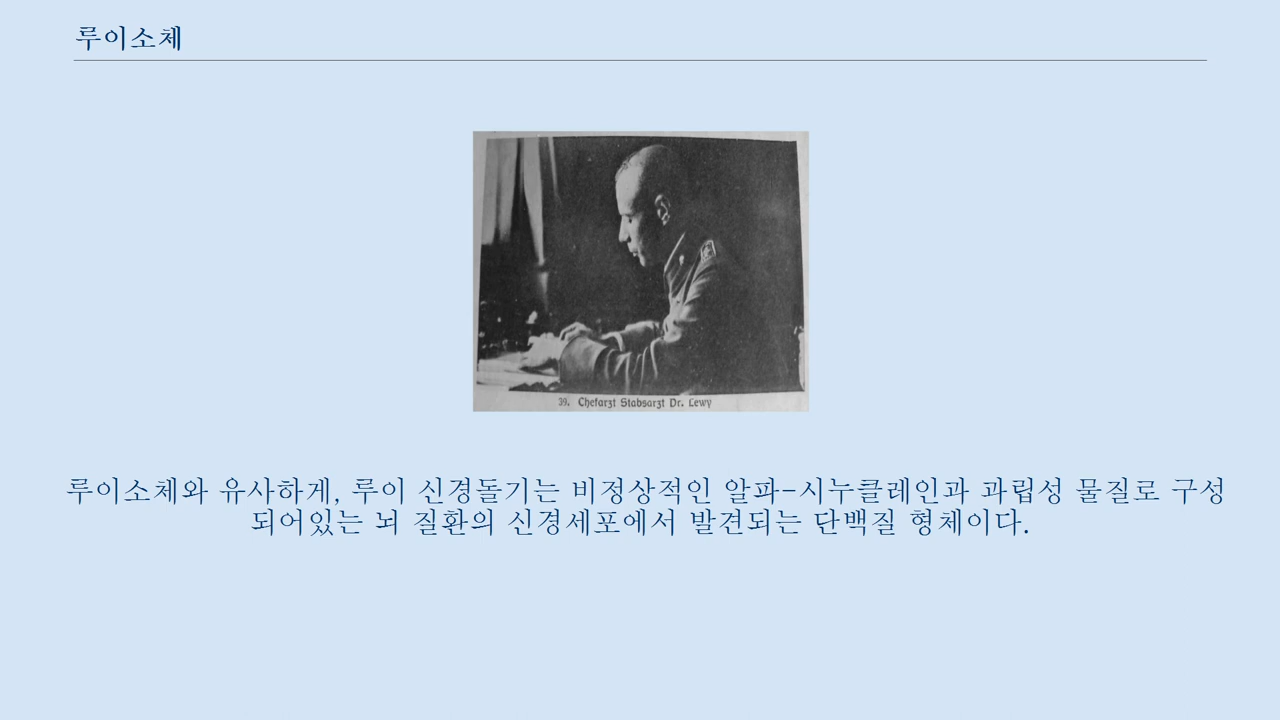 루이소체
39. Chefarzt Stabsarzt Dr. Lewy
루이소체와 유사하게, 루이 신경돌기는 비정상적인 알파-시누클레인과 과립성 물질로 구성
되어있는 뇌 질환의 신경세포에서 발견되는 단백질 형체이다.